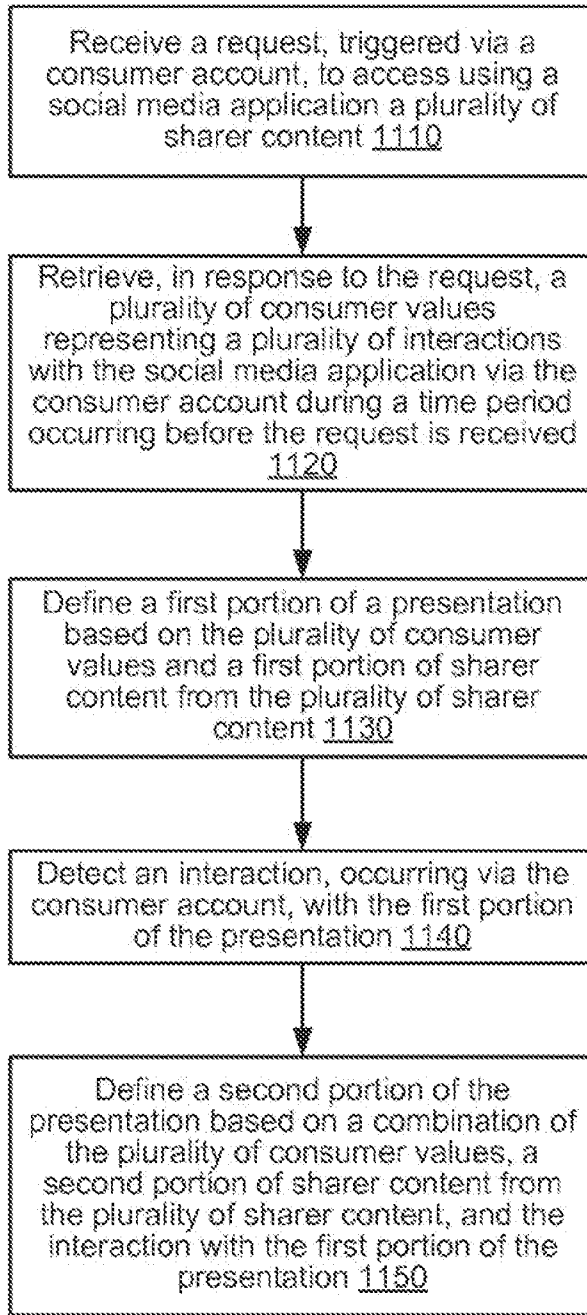 Receive a request, triggered via a
consumer account, to access using a
social media application a plurality of
sharer content 1110
Retrieve, in response to the request, a
plurality of consumer values
representing a plurality of interactions
with the social media application via the
consumer account during a time period
occurring before the request is received
1120
Define a first portion of a presentation
based on the plurality of consumer
values and a first portion of sharer
content from the plurality of sharer
content 1130
Detect an interaction, occurring via the
consumer account, with the first portion
of the presentation 1140
Define a second portion of the
presentation based on a combination of
the plurality of consumer values, a
second portion of sharer content from
the plurality of sharer content, and the
interaction with the first portion of the
presentation 1150